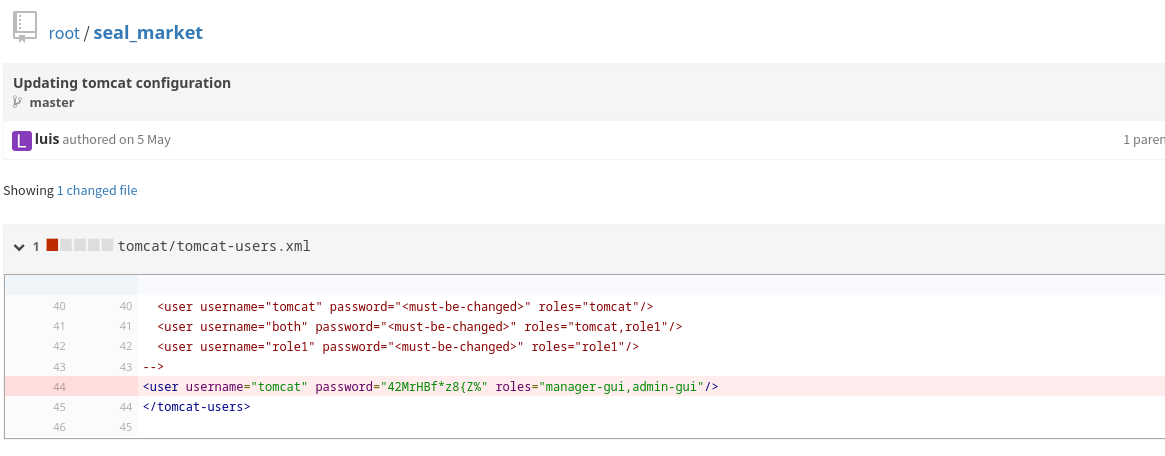 root / seal_market
Updating tomcat configuration
master
L luis authored on 5 May 1 paren
Showing 1 changed file
1 tomcat/tomcat-users.xml
40 40 <user username="tomcat" password="<must-be-changed>" roles="tomcat"/>
41 41 <user username="both" password="<must-be-changed>" roles="tomcat,role1"/>
42 42 <user username="role1" password="<must-be-changed>" roles="role1"/>
43 43 -->
44 <user username="tomcat" password="42MrHBf*z8{Z%" roles="manager-gui,admin-gui"/>
45 44 </tomcat-users>
46 45